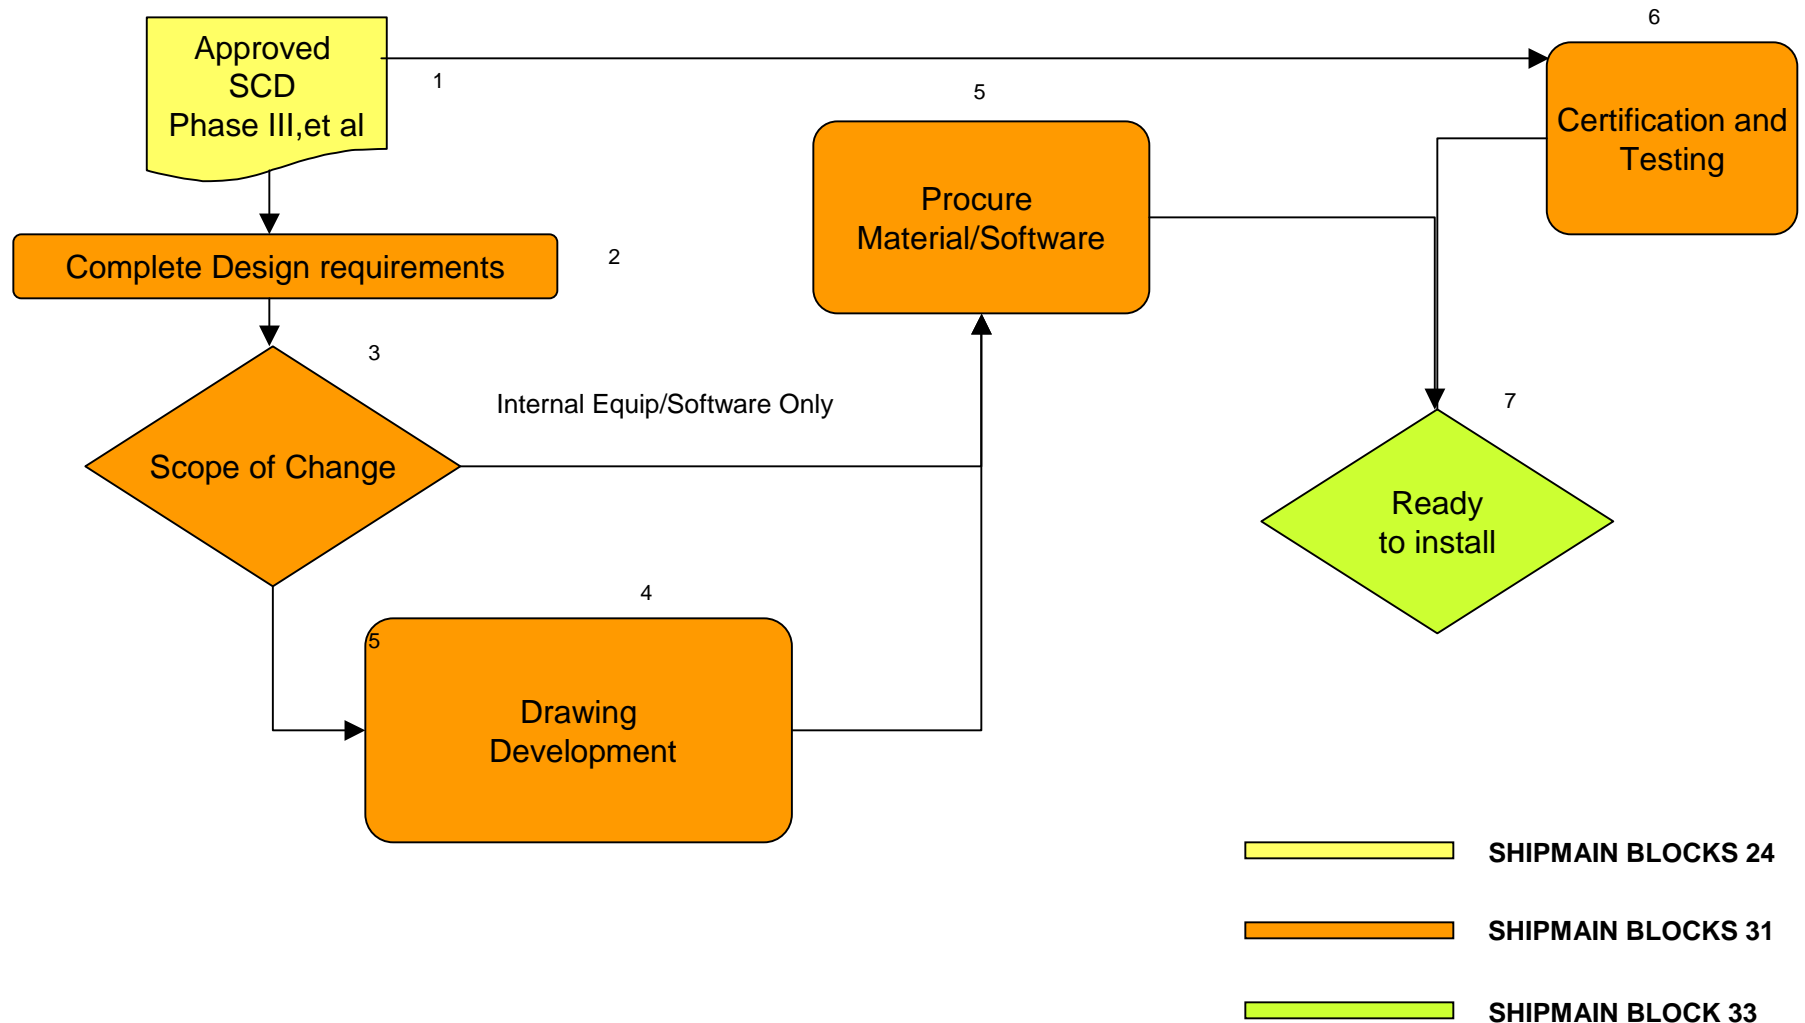 6
Approved
SCD
Phase III,et al
1
5
Certification and
Testing
Procure
Material/Software
Complete Design requirements
2
3
Internal Equip/Software Only
7
Scope of Change
Ready
to install
4
5
Drawing
Development
SHIPMAIN BLOCKS 24
SHIPMAIN BLOCKS 31
SHIPMAIN BLOCK 33